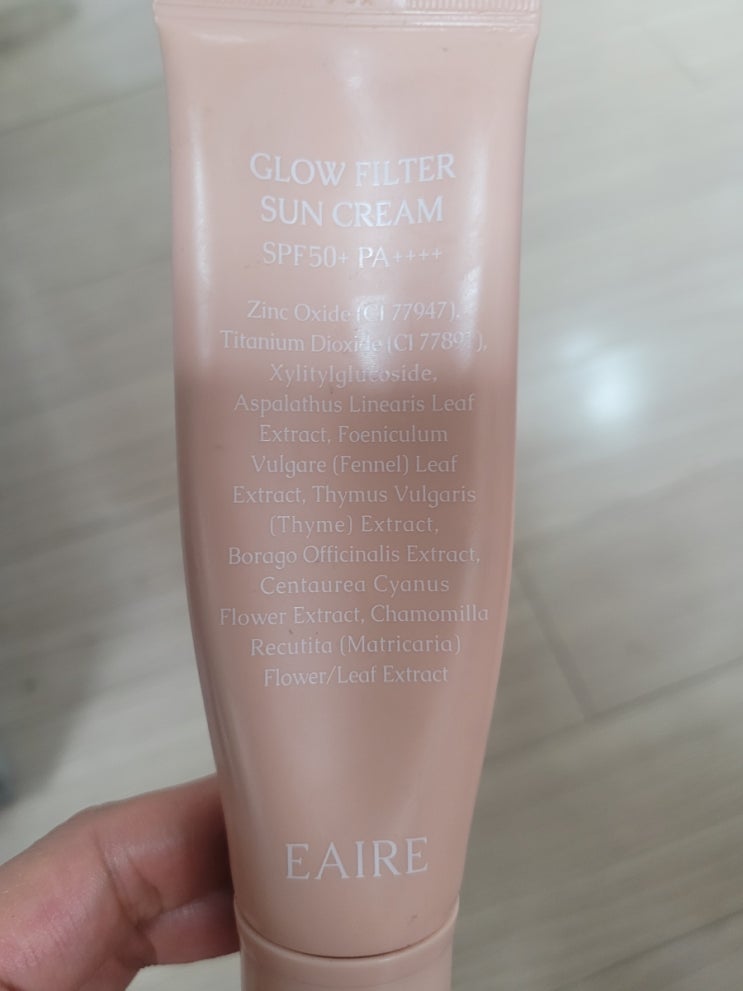 GLOW FILTER
SUN CREAM
SPF50+ PA++++
Zinc Oxide (CI 77947),
Titanium Dioxide (CI 77891),
Xylitylglucoside,
Aspalathus Linearis Leaf
Extract, Foeniculum
Vulgare (Fennel) Leaf
Extract, Thymus Vulgaris
(Thyme) Extract,
Borago Officinalis Extract,
Centaurea Cyanus
Flower Extract, Chamomilla
Recutita (Matricaria)
Flower/Leaf Extract
EAIRE